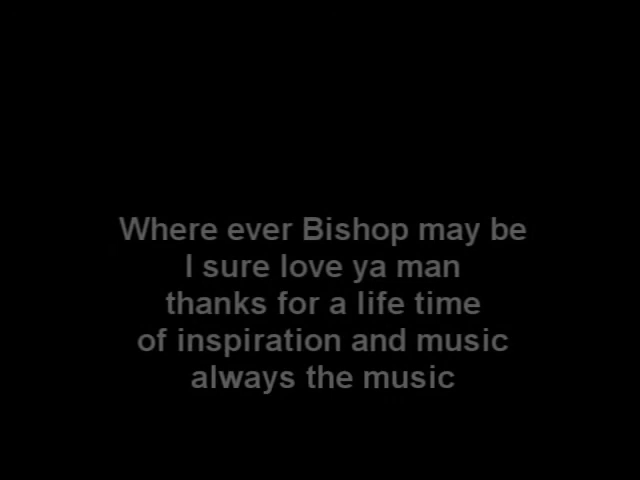 Where ever Bishop may be
I sure love ya man
thanks for a life time
of inspiration and music
always the music